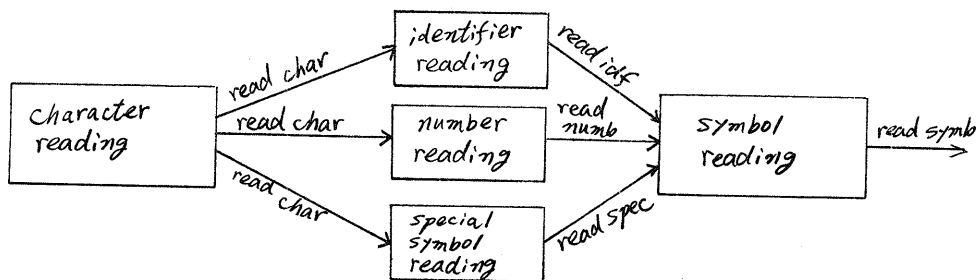 character
reading
read char
read char
read char
identifier
reading
number
reading
special
symbol
reading
read idf
read
numb
read spec
symbol
reading
read symb